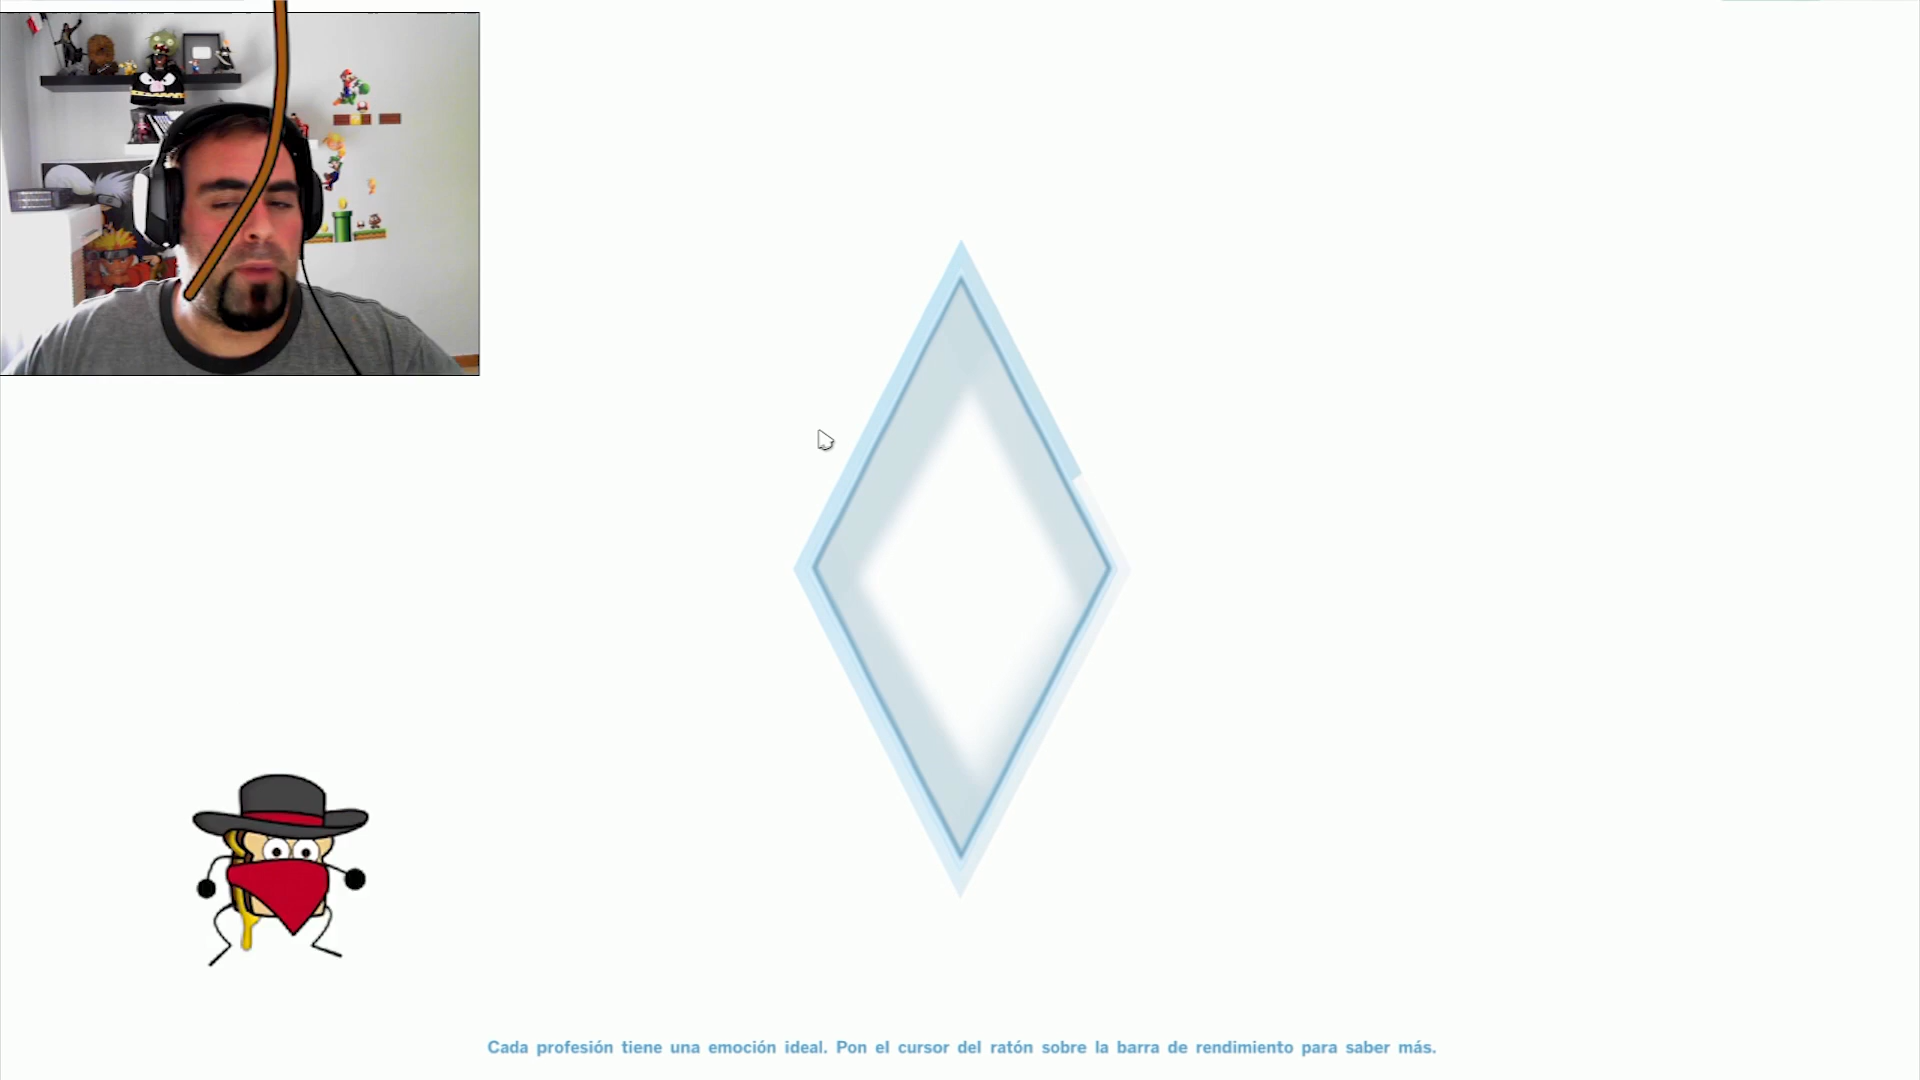 Cada profesión tiene una emoción ideal. Pon el cursor del ratón sobre la barra de rendimiento para saber más.